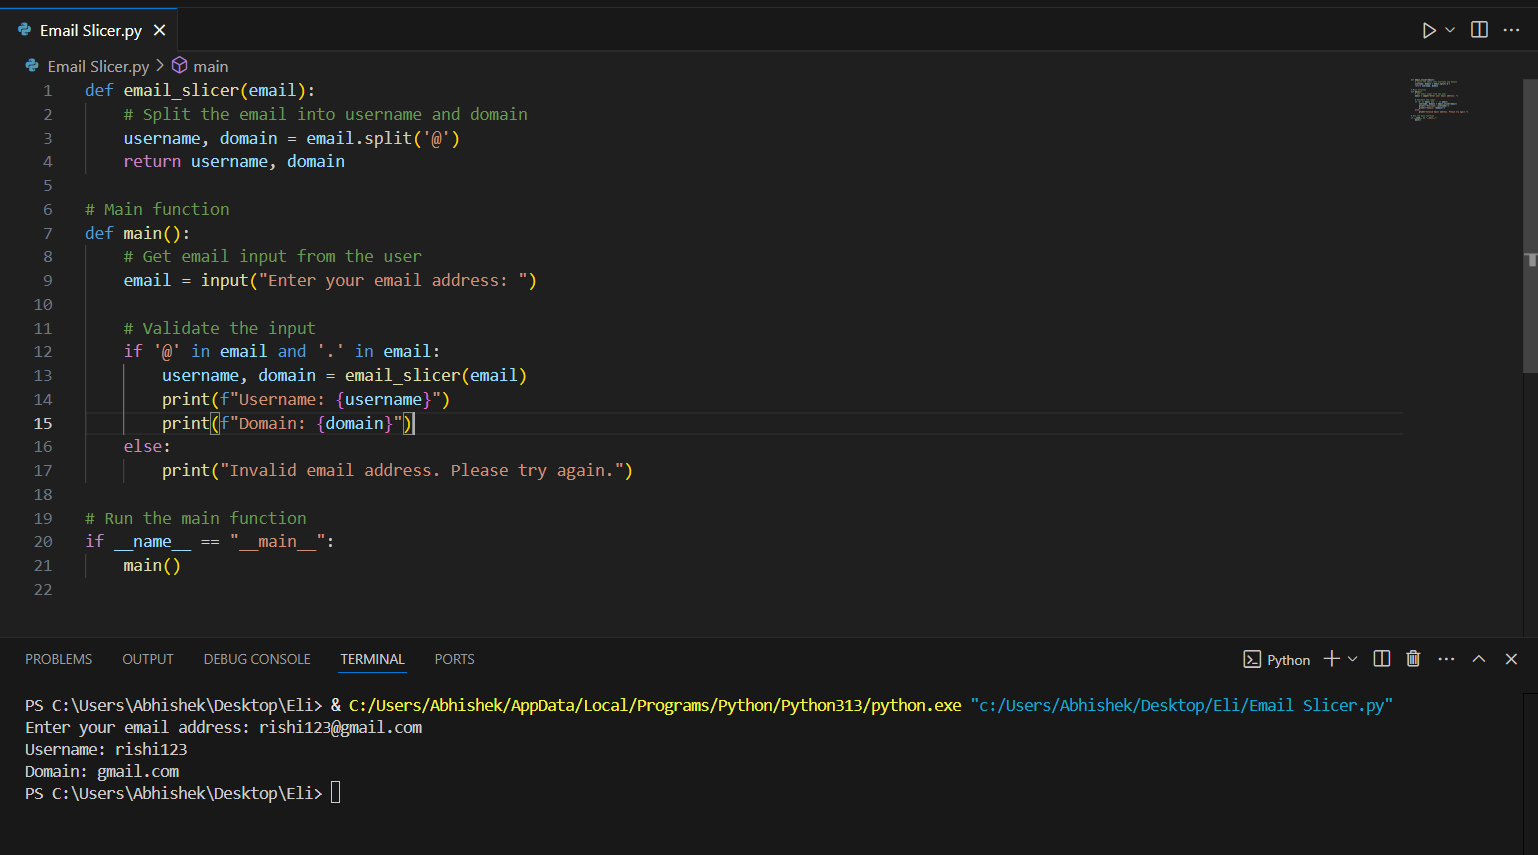 Email Slicer.py
Email Slicer.py > main
1 def email_slicer(email):
2     # Split the email into username and domain
3     username, domain = email.split('@')
4     return username, domain
5
6 # Main function
7 def main():
8     # Get email input from the user
9     email = input("Enter your email address: ")
10
11     # Validate the input
12     if '@' in email and '.' in email:
13         username, domain = email_slicer(email)
14         print(f"Username: {username}")
15         print(f"Domain: {domain}")
16     else:
17         print("Invalid email address. Please try again.")
18
19 # Run the main function
20 if __name__ == "__main__":
21     main()
22
PROBLEMS OUTPUT DEBUG CONSOLE TERMINAL PORTS Python
PS C:\Users\Abhishek\Desktop\Eli> & C:/Users/Abhishek/AppData/Local/Programs/Python/Python313/python.exe "c:/Users/Abhishek/Desktop/Eli/Email Slicer.py"
Enter your email address: rishi123@gmail.com
Username: rishi123
Domain: gmail.com
PS C:\Users\Abhishek\Desktop\Eli>